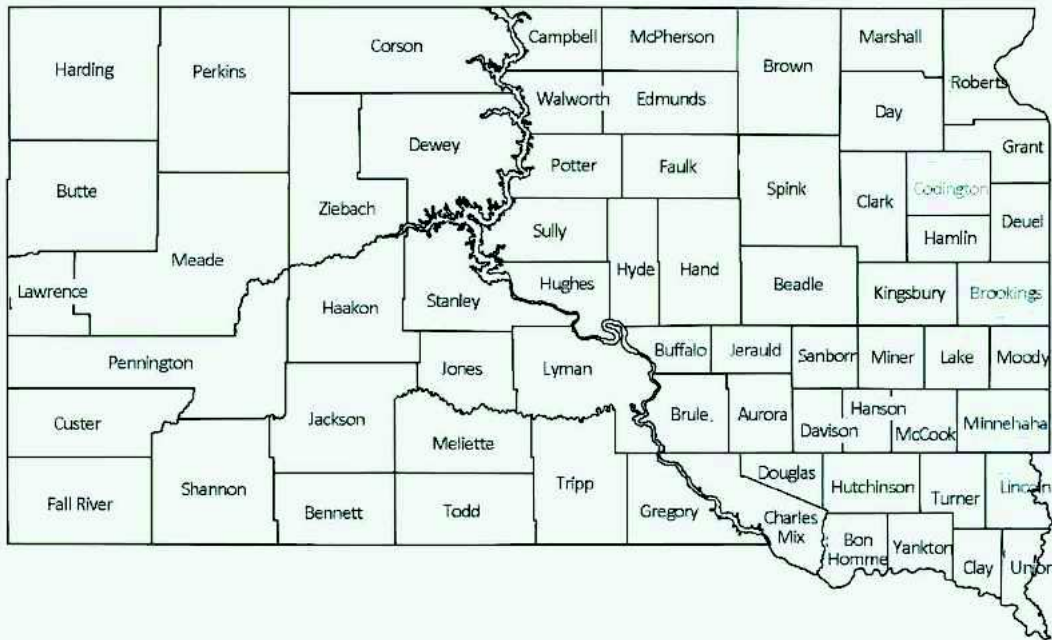 Harding
Perkins
Corson
Campbell
McPherson
Brown
Marshall
Roberts
Walworth
Edmunds
Day
Dewey
Grant
Butte
Ziebach
Potter
Faulk
Spink
Clark
Codington
Deuel
Hamlin
Meade
Sully
Hyde
Hand
Hughes
Beadle
Kingsbury
Brookings
Lawrence
Haakon
Stanley
Pennington
Jones
Lyman
Buffalo
Jerauld
Sanborn
Miner
Lake
Moody
Custer
Jackson
Mellette
Brule.
Aurora
Davison
Hanson
McCook
Minnehaha
Fall River
Shannon
Bennett
Todd
Tripp
Gregory
Douglas
Charles
Mix
Hutchinson
Turner
Lincoln
Bon
Homme
Yankton
Clay
Union